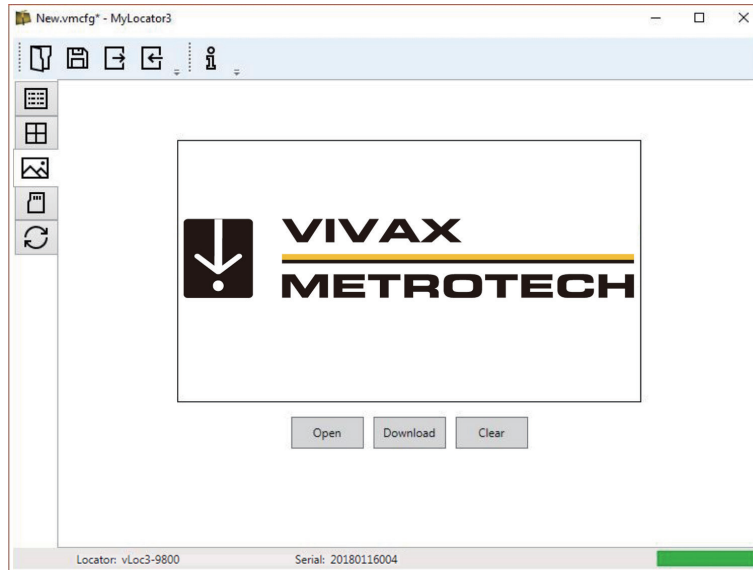 New.vmcfg* - MyLocator3
VIVAX
METROTECH
Open Download Clear
Locator: vLoc3-9800 Serial: 20180116004